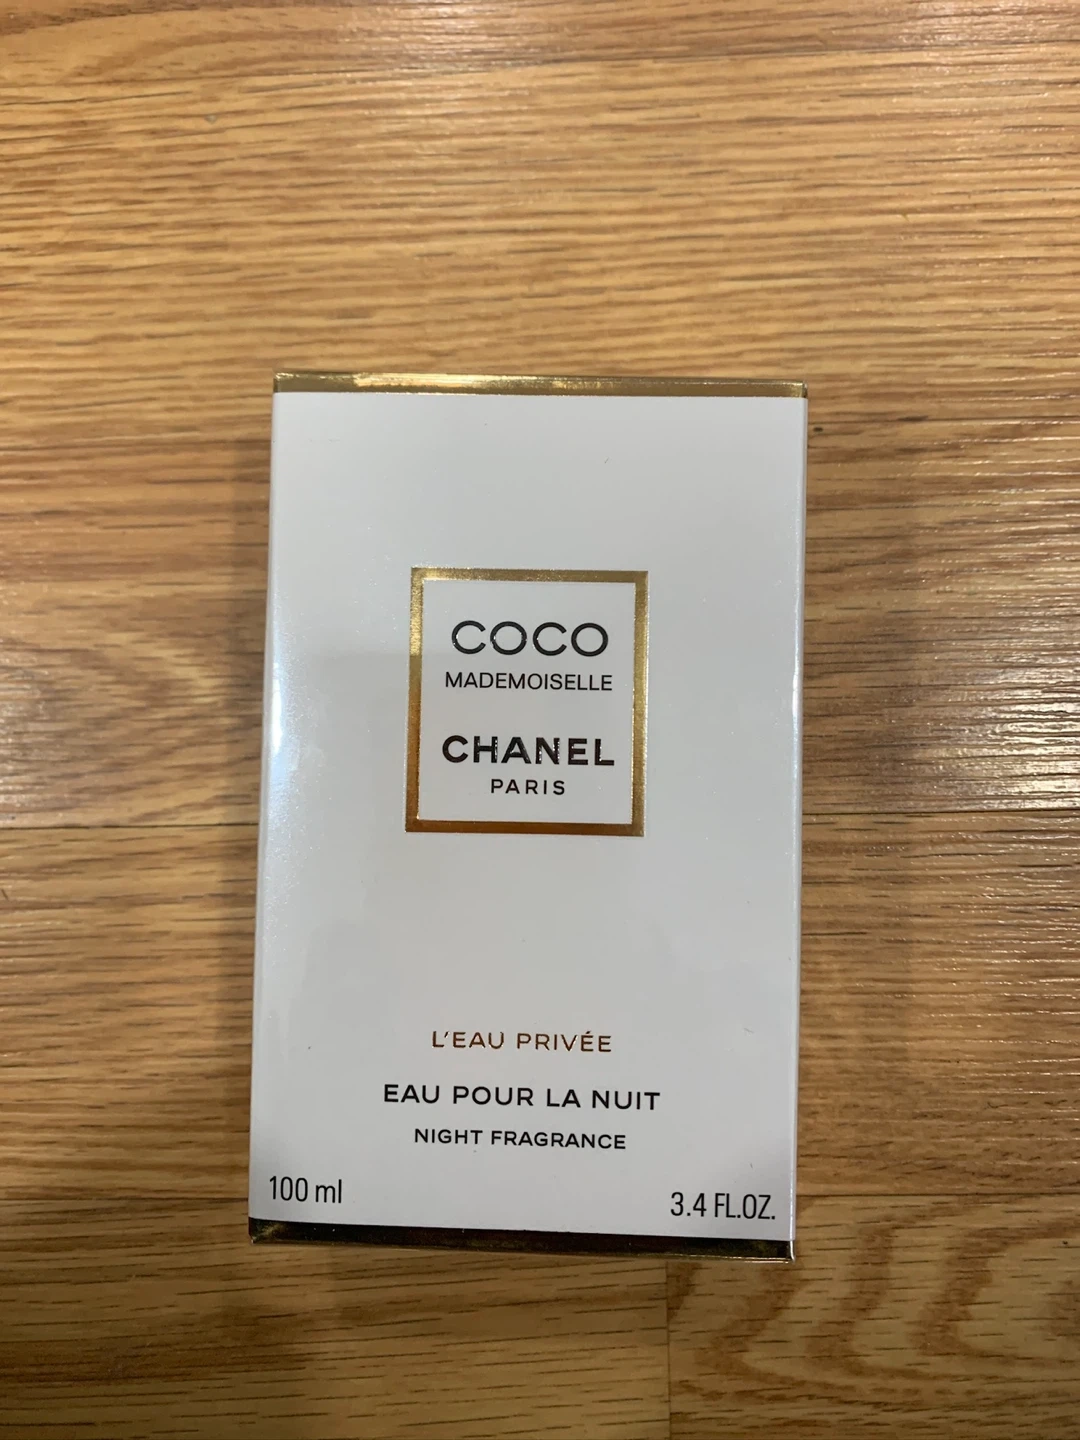 COCO
MADEMOISELLE
CHANEL
PARIS
L'EAU PRIVÉE
EAU POUR LA NUIT
NIGHT FRAGRANCE
100 ml
3.4 FL.OZ.